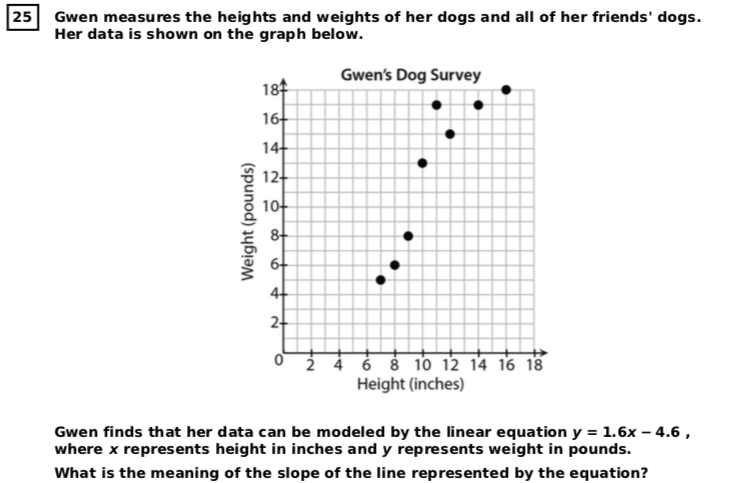 25 Gwen measures the heights and weights of her dogs and all of her friends' dogs.
Her data is shown on the graph below.
Gwen's Dog Survey
18
16
14
12
10
8
6
4
2
0
Weight (pounds)
2 4 6 8 10 12 14 16 18
Height (inches)
Gwen finds that her data can be modeled by the linear equation y = 1.6x – 4.6 ,
where x represents height in inches and y represents weight in pounds.
What is the meaning of the slope of the line represented by the equation?